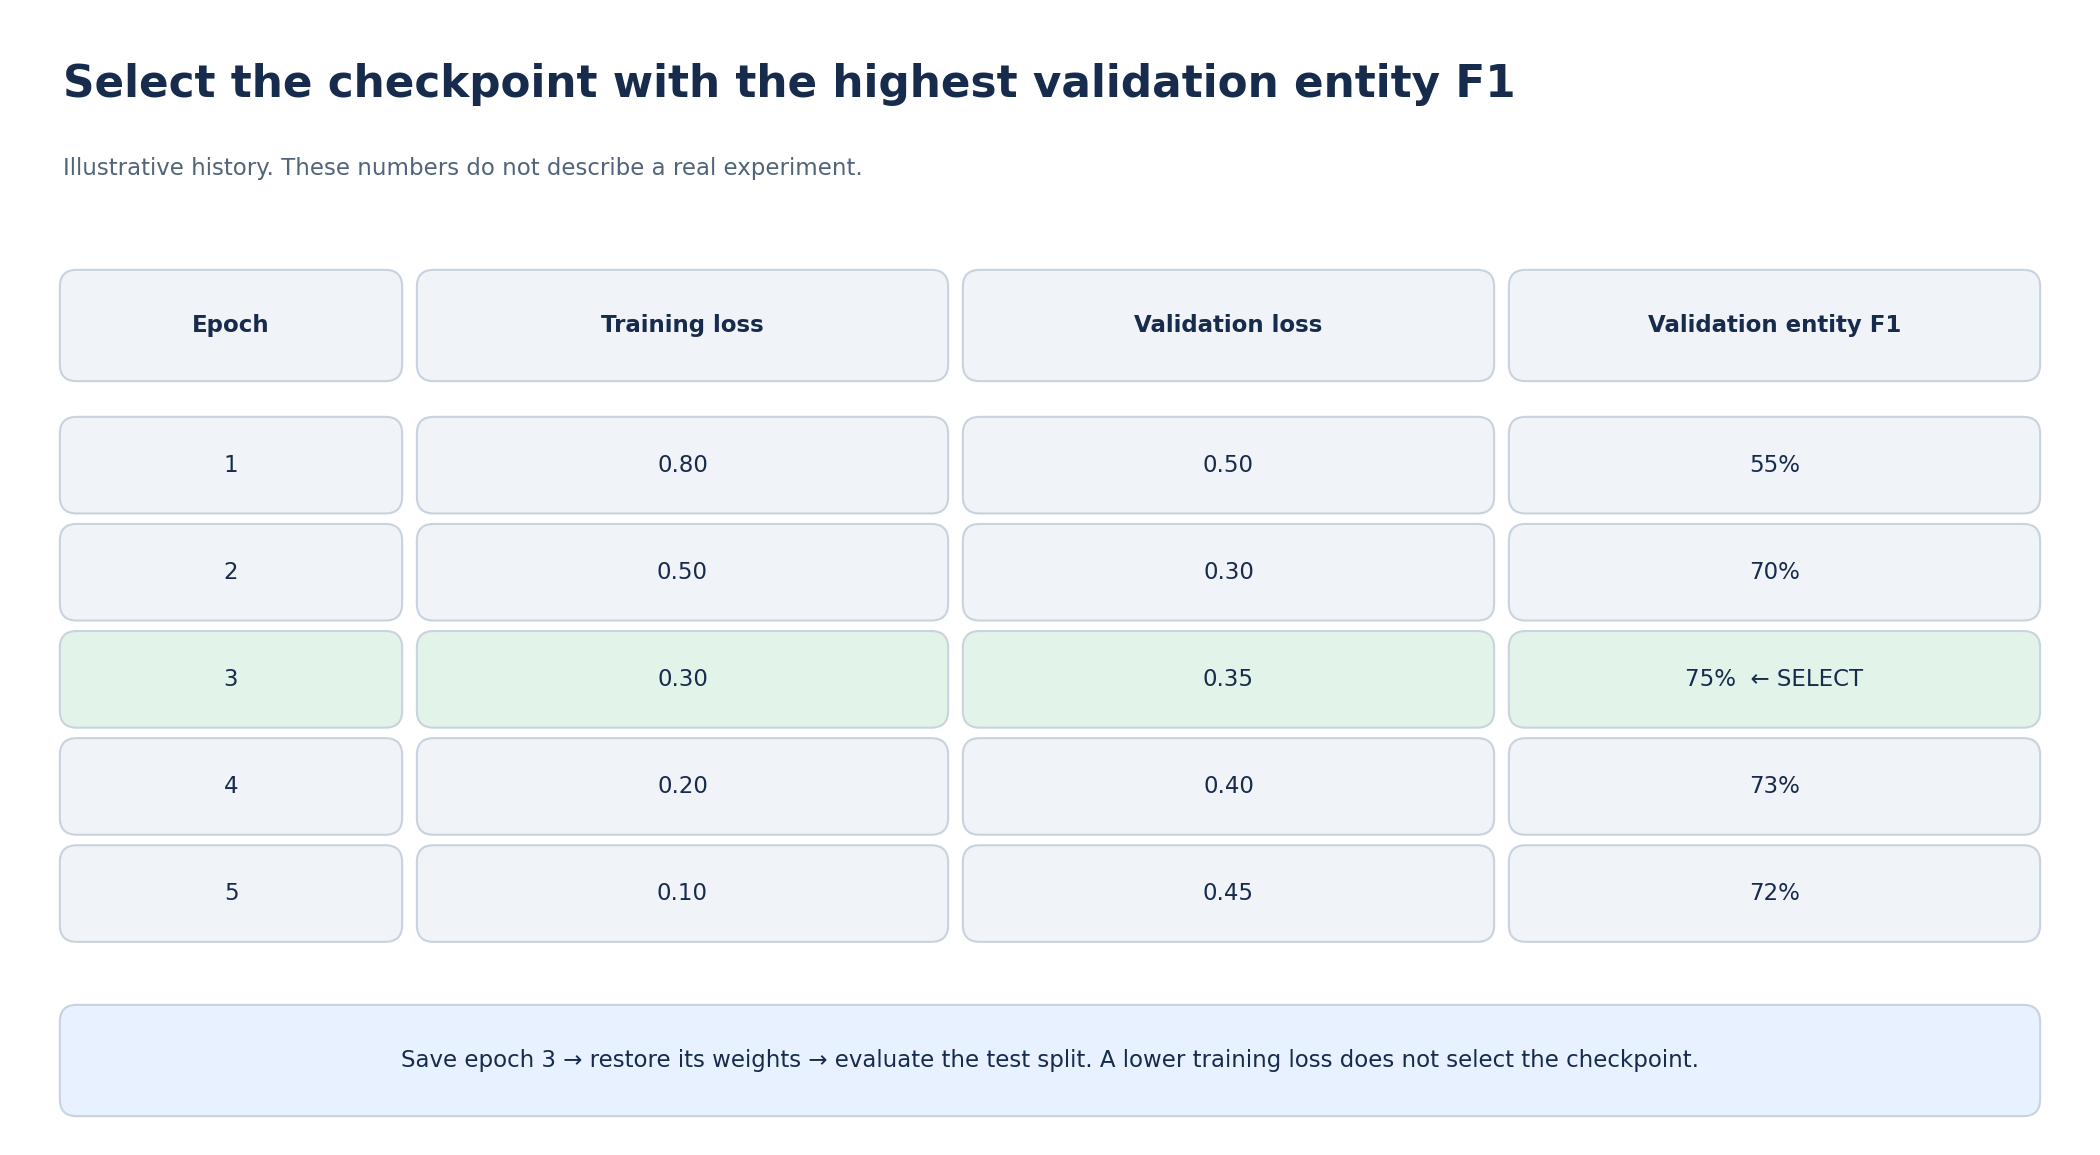 Select the checkpoint with the highest validation entity F1
Illustrative history. These numbers do not describe a real experiment.
Epoch Training loss Validation loss Validation entity F1
1 0.80 0.50 55%
2 0.50 0.30 70%
3 0.30 0.35 75% ← SELECT
4 0.20 0.40 73%
5 0.10 0.45 72%
Save epoch 3 → restore its weights → evaluate the test split. A lower training loss does not select the checkpoint.